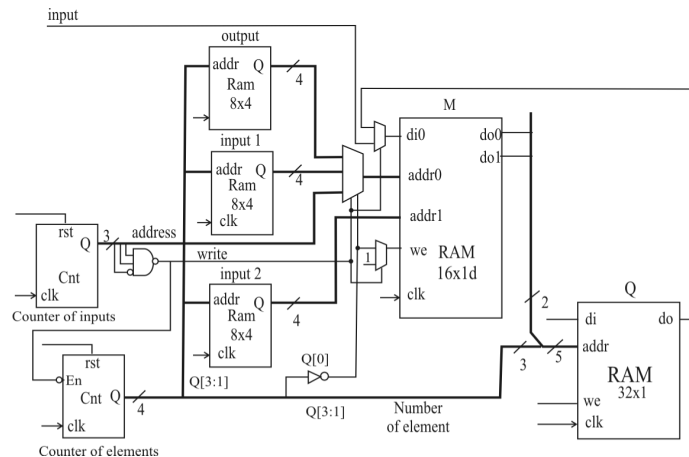 input
output
addr Q
Ram
8x4
4
input 1
addr Q
Ram
8x4
clk
4
M
di0
do0
do1
addr0
addr1
we
RAM
16x1d
clk
1
rst
Q
3
address
Cnt
clk
Counter of inputs
write
input 2
addr Q
Ram
8x4
clk
4
2
Q
di do
addr
RAM
32x1
we
clk
rst
En
Cnt Q
clk
4
Counter of elements
Q[3:1]
Q[0]
Q[3:1]
Number
of element
3
5